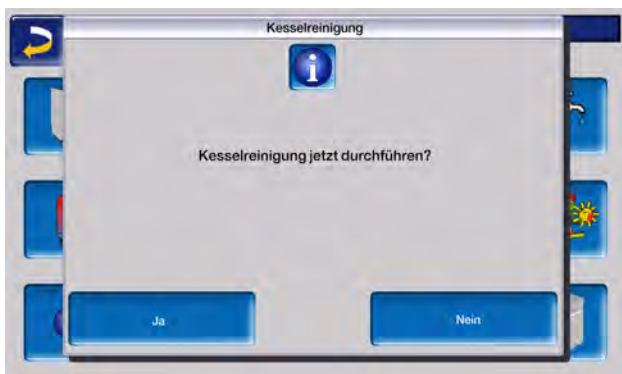 Kesselreinigung
i
Kesselreinigung jetzt durchführen?
Ja
Nein